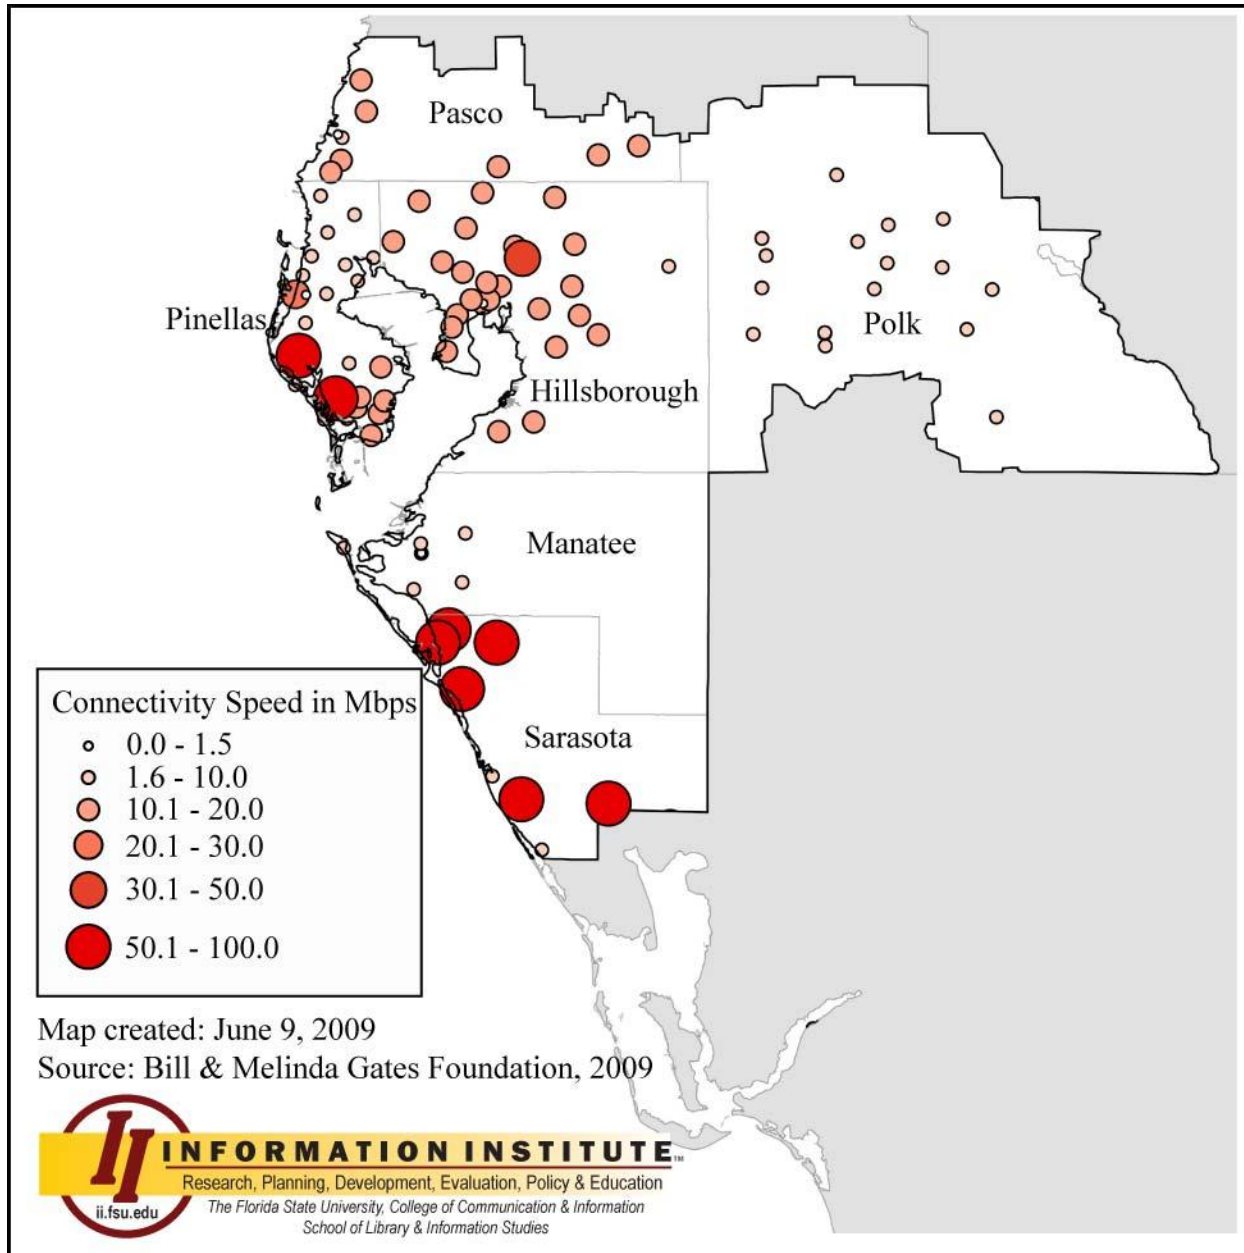 Pasco
Pinellas
Polk
Hillsborough
Manatee
Sarasota
Connectivity Speed in Mbps
0.0 - 1.5
1.6 - 10.0
10.1 - 20.0
20.1 - 30.0
30.1 - 50.0
50.1 - 100.0
Map created: June 9, 2009
Source: Bill & Melinda Gates Foundation, 2009
II
ii.fsu.edu
INFORMATION INSTITUTE™
Research, Planning, Development, Evaluation, Policy & Education
The Florida State University, College of Communication & Information
School of Library & Information Studies